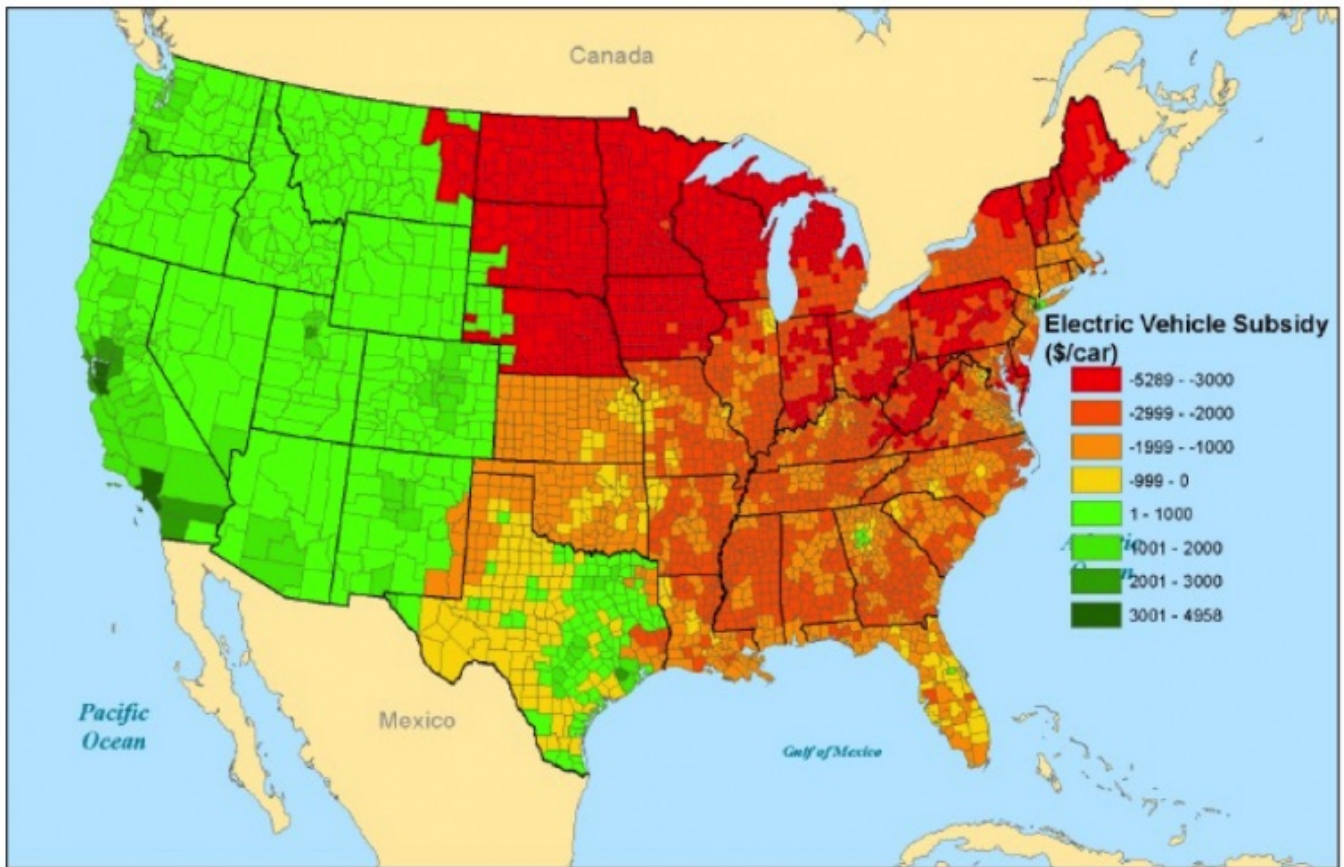 Canada
Electric Vehicle Subsidy
($/car)
-5289 - -3000
-2999 - -2000
-1999 - -1000
-999 - 0
1 - 1000
1001 - 2000
2001 - 3000
3001 - 4958
Pacific
Ocean
Mexico
Gulf of Mexico